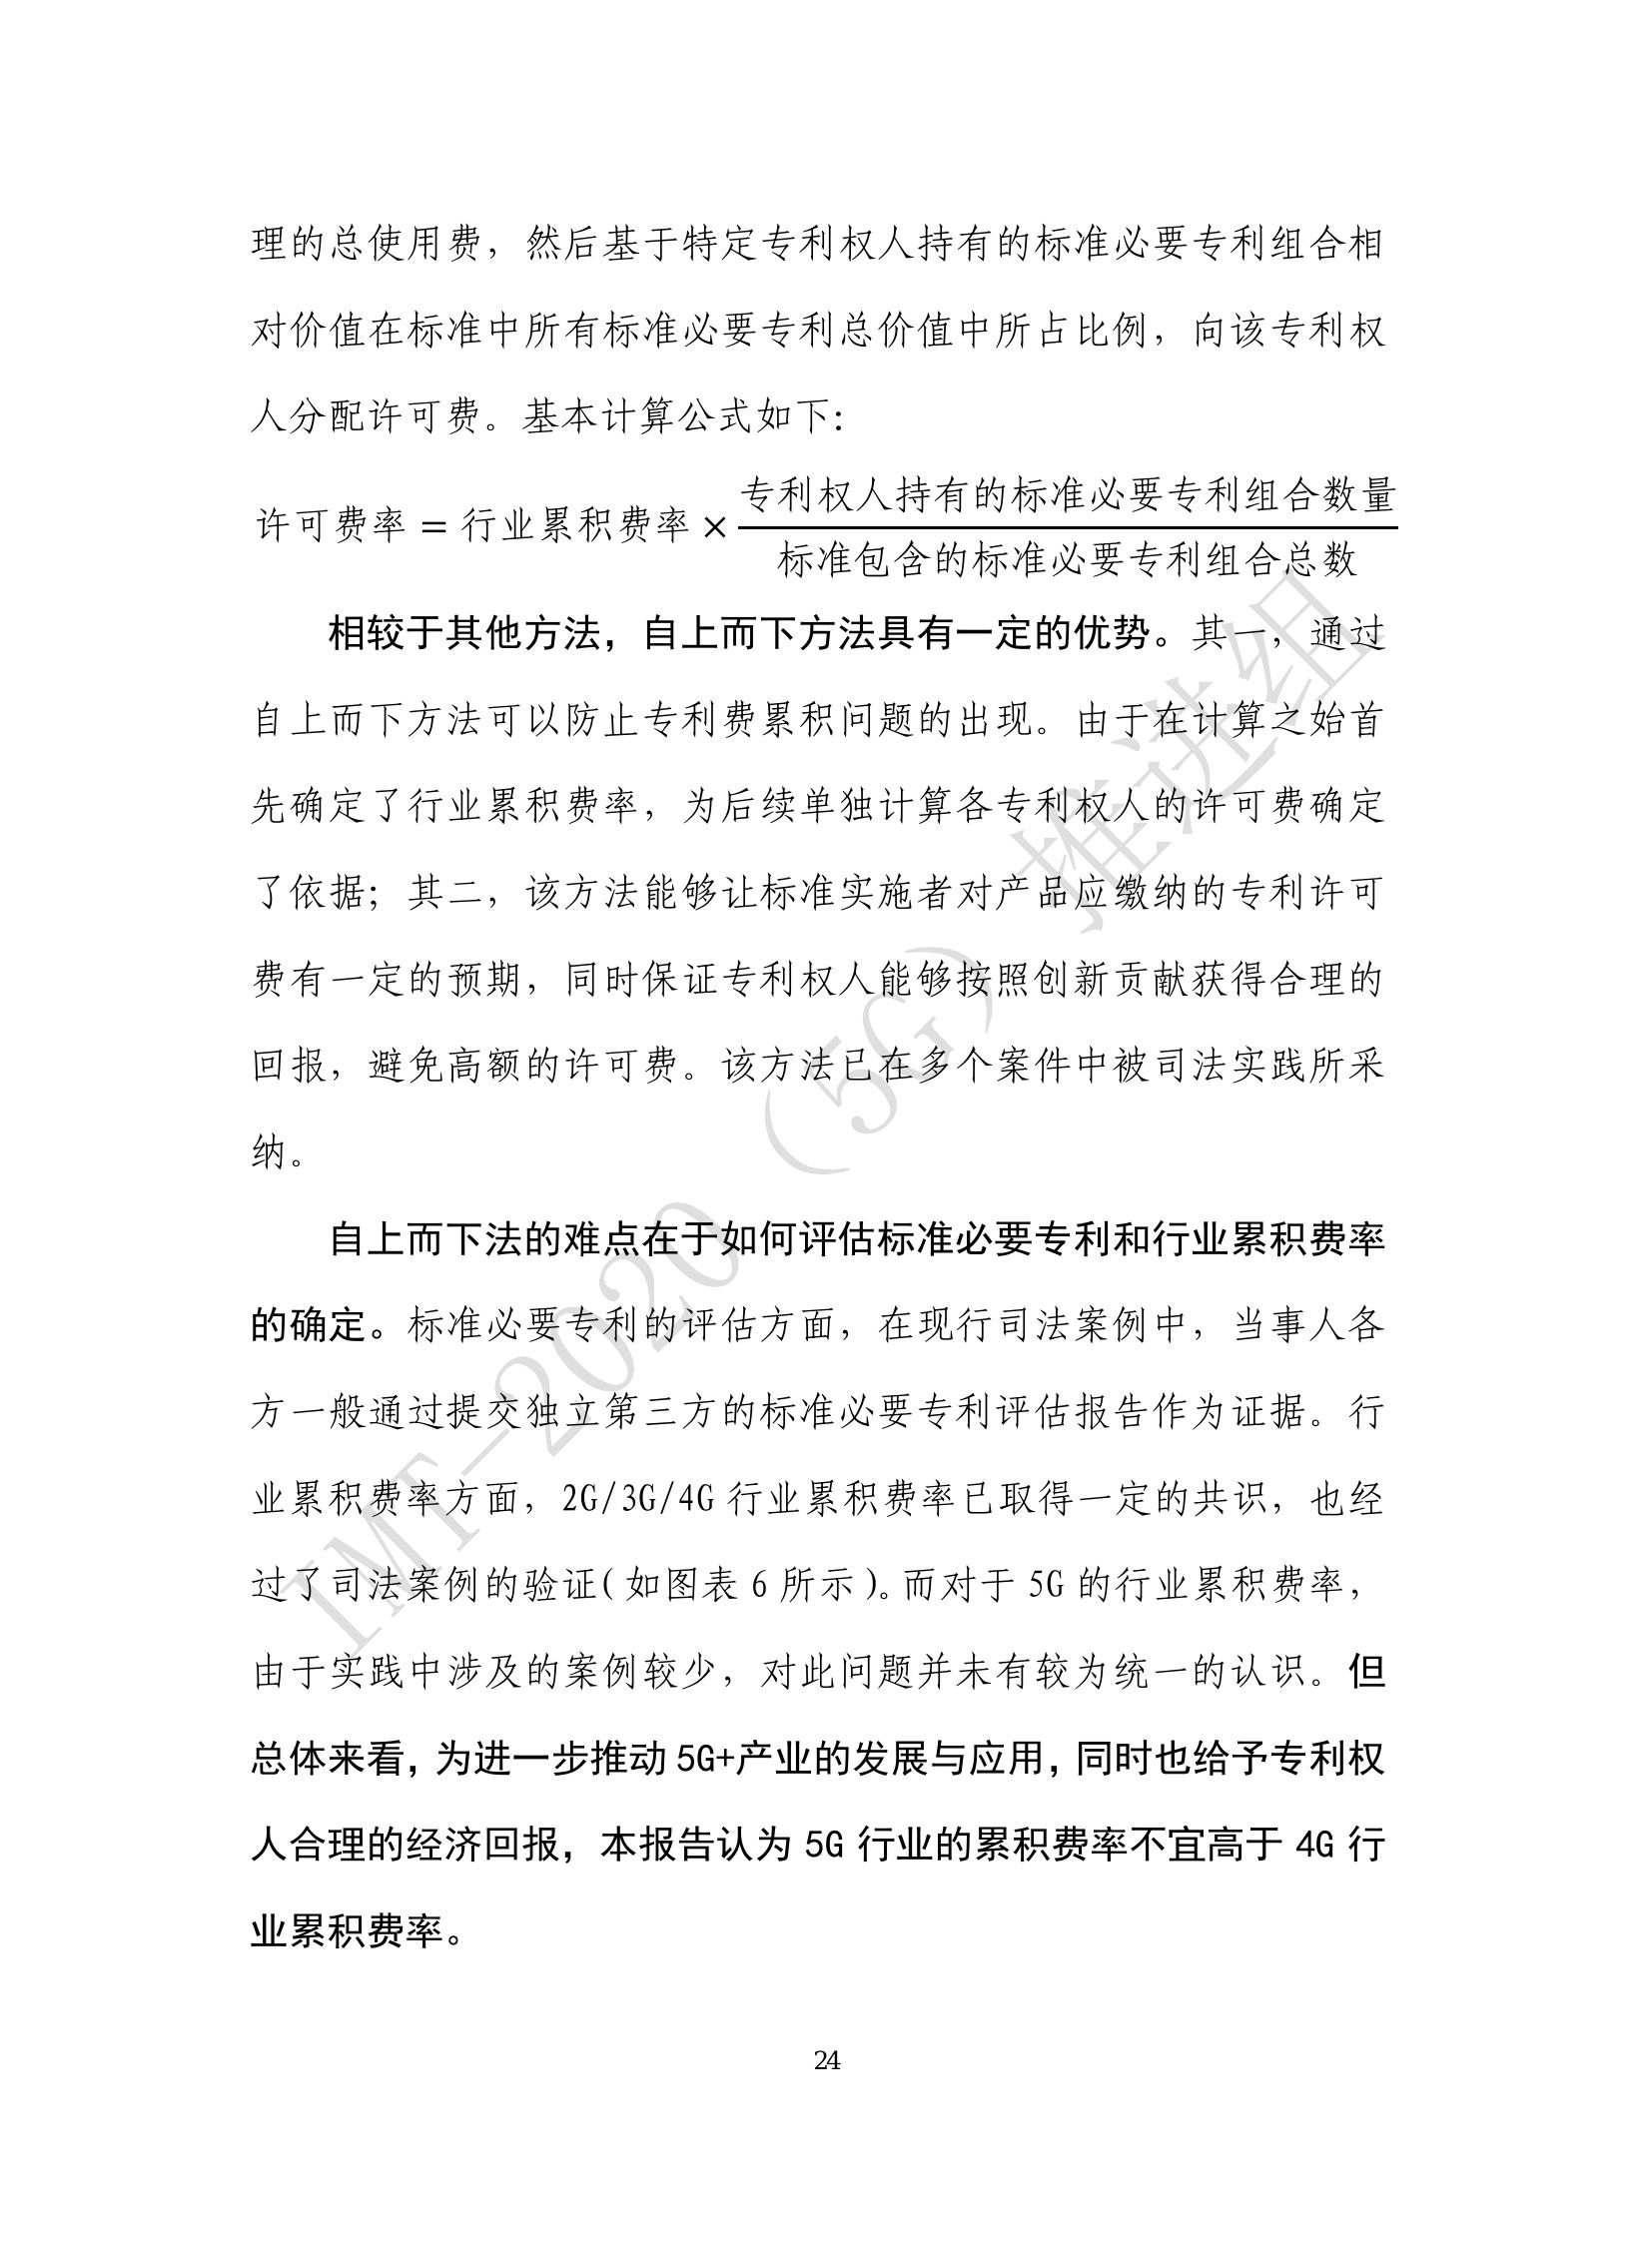 理的总使用费，然后基于特定专利权人持有的标准必要专利组合相
对价值在标准中所有标准必要专利总价值中所占比例，向该专利权
人分配许可费。基本计算公式如下：
专利权人持有的标准必要专利组合数量
许可费率 = 行业累积费率 ×
标准包含的标准必要专利组合总数
相较于其他方法，自上而下方法具有一定的优势。其一，通过
自上而下方法可以防止专利费累积问题的出现。由于在计算之始首
先确定了行业累积费率，为后续单独计算各专利权人的许可费确定
了依据；其二，该方法能够让标准实施者对产品应缴纳的专利许可
费有一定的预期，同时保证专利权人能够按照创新贡献获得合理的
回报，避免高额的许可费。该方法已在多个案件中被司法实践所采
纳。
自上而下法的难点在于如何评估标准必要专利和行业累积费率
的确定。标准必要专利的评估方面，在现行司法案例中，当事人各
方一般通过提交独立第三方的标准必要专利评估报告作为证据。行
业累积费率方面，2G/3G/4G 行业累积费率已取得一定的共识，也经
过了司法案例的验证（如图表 6 所示）。而对于 5G 的行业累积费率，
由于实践中涉及的案例较少，对此问题并未有较为统一的认识。但
总体来看，为进一步推动 5G+产业的发展与应用，同时也给予专利权
人合理的经济回报，本报告认为 5G 行业的累积费率不宜高于 4G 行
业累积费率。
IMT-2020（5G）推进组
24